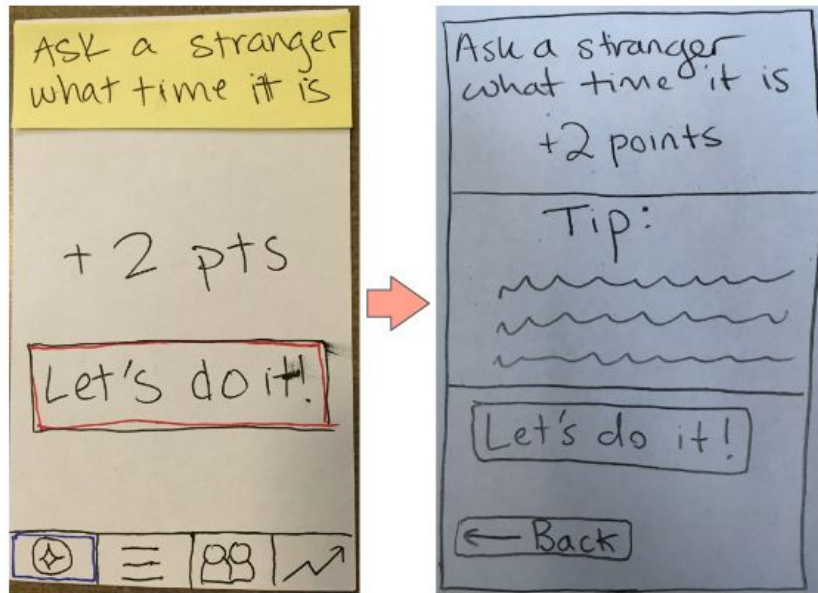 Ask a stranger
what time it is
+ 2 pts
Let's do it!
Ask a stranger
what time it is
+2 points
Tip:
Let's do it!
← Back